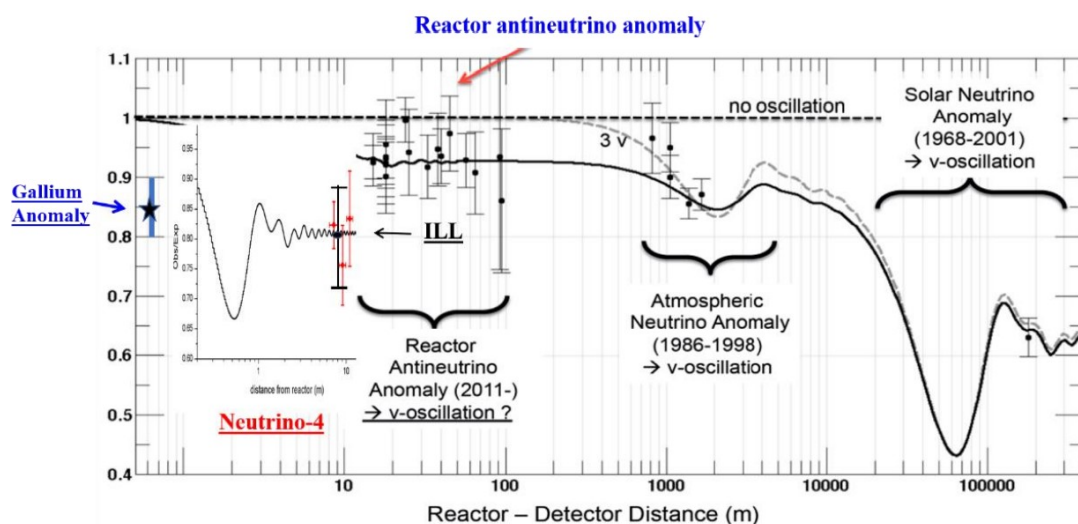 Reactor antineutrino anomaly
1.1
1
0.9
0.8
0.7
0.6
0.5
0.4
no oscillation
3 ν
Solar Neutrino
Anomaly
(1968-2001)
→ ν-oscillation
Gallium
Anomaly
ILL
Obs/Exp
0.90
0.85
0.80
0.75
0.70
0.65
0.60
1
10
distance from reactor (m)
Neutrino-4
Reactor
Antineutrino
Anomaly (2011-)
→ ν-oscillation ?
Atmospheric
Neutrino Anomaly
(1986-1998)
→ ν-oscillation
10
100
1000
10000
100000
Reactor – Detector Distance (m)